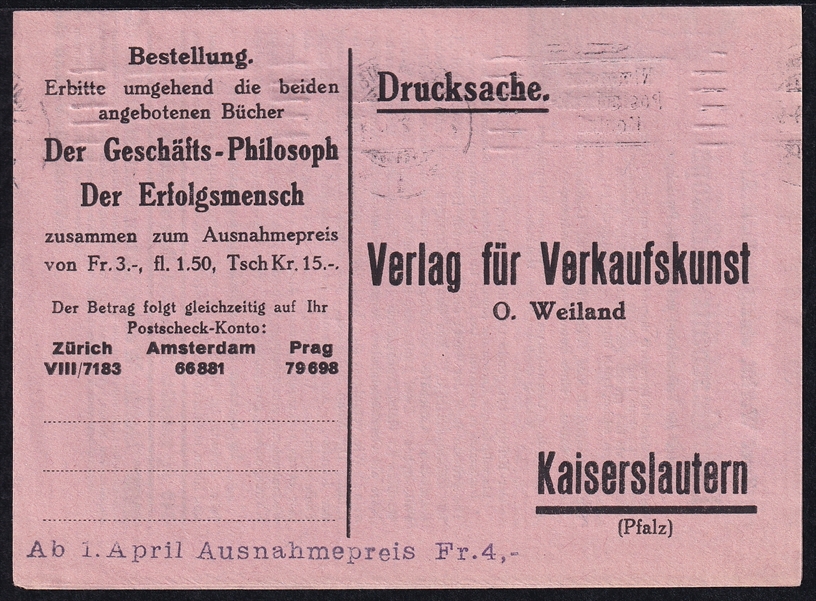 Bestellung.
Erbitte umgehend die beiden
angebotenen Bücher
Der Geschäfts-Philosoph
Der Erfolgsmensch
zusammen zum Ausnahmepreis
von Fr. 3.-, fl. 1.50, Tsch Kr. 15.-.
Der Betrag folgt gleichzeitig auf Ihr
Postscheck-Konto:
Zürich Amsterdam Prag
VIII/7183 66881 79698
Drucksache.
Verlag für Verkaufskunst
O. Weiland
Kaiserslautern
(Pfalz)
Ab 1. April Ausnahmepreis Fr.4,-